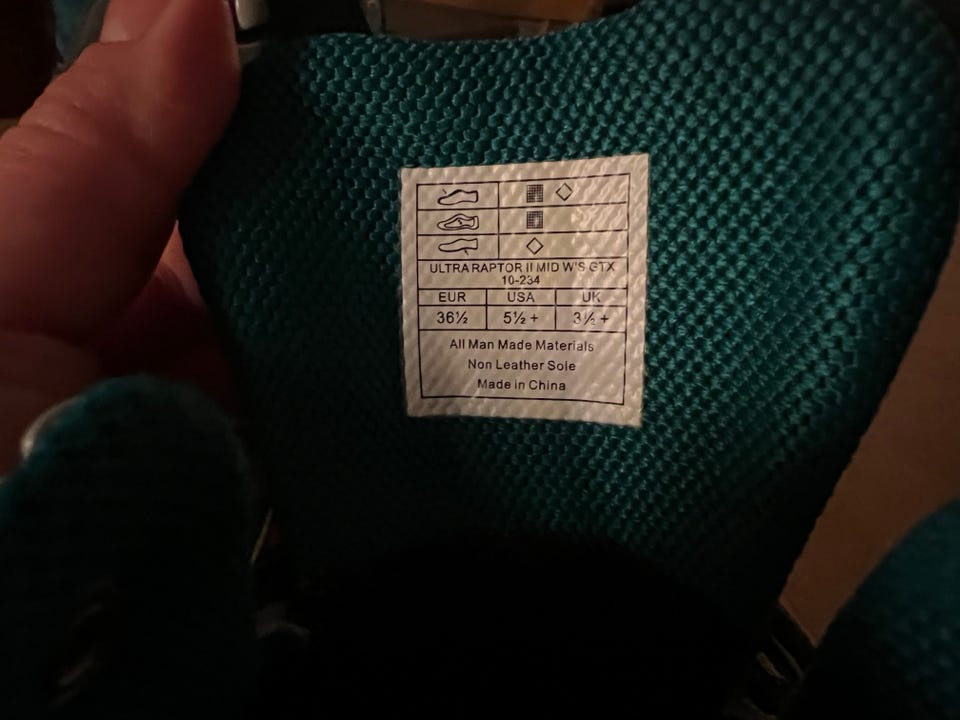 ULTRA RAPTOR II MID W'S GTX
10-234
EUR USA UK
36½ 5½ + 3½ +
All Man Made Materials
Non Leather Sole
Made in China